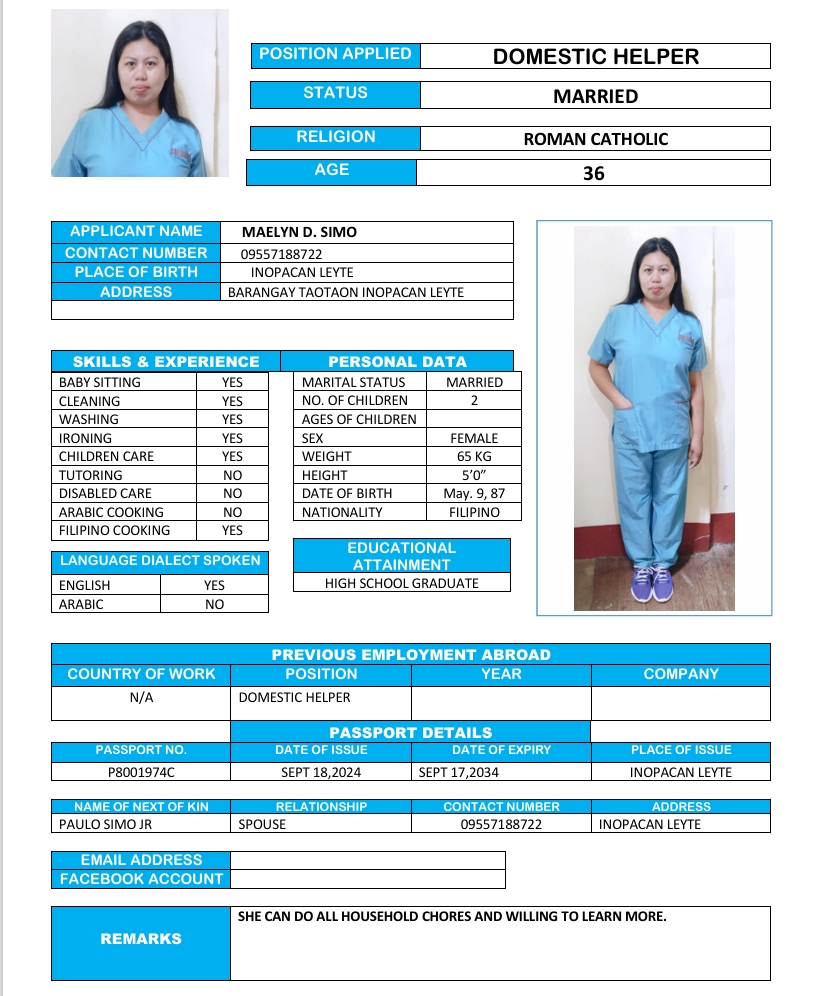 POSITION APPLIED DOMESTIC HELPER
STATUS MARRIED
RELIGION ROMAN CATHOLIC
AGE 36
APPLICANT NAME MAELYN D. SIMO
CONTACT NUMBER 09557188722
PLACE OF BIRTH INOPACAN LEYTE
ADDRESS BARANGAY TAOTAON INOPACAN LEYTE
SKILLS & EXPERIENCE
BABY SITTING YES
CLEANING YES
WASHING YES
IRONING YES
CHILDREN CARE YES
TUTORING NO
DISABLED CARE NO
ARABIC COOKING NO
FILIPINO COOKING YES
LANGUAGE DIALECT SPOKEN
ENGLISH YES
ARABIC NO
PERSONAL DATA
MARITAL STATUS MARRIED
NO. OF CHILDREN 2
AGES OF CHILDREN
SEX FEMALE
WEIGHT 65 KG
HEIGHT 5’0”
DATE OF BIRTH May. 9, 87
NATIONALITY FILIPINO
EDUCATIONAL
ATTAINMENT
HIGH SCHOOL GRADUATE
PREVIOUS EMPLOYMENT ABROAD
COUNTRY OF WORK POSITION YEAR COMPANY
N/A DOMESTIC HELPER
PASSPORT DETAILS
PASSPORT NO. DATE OF ISSUE DATE OF EXPIRY PLACE OF ISSUE
P8001974C SEPT 18,2024 SEPT 17,2034 INOPACAN LEYTE
NAME OF NEXT OF KIN RELATIONSHIP CONTACT NUMBER ADDRESS
PAULO SIMO JR SPOUSE 09557188722 INOPACAN LEYTE
EMAIL ADDRESS
FACEBOOK ACCOUNT
REMARKS SHE CAN DO ALL HOUSEHOLD CHORES AND WILLING TO LEARN MORE.